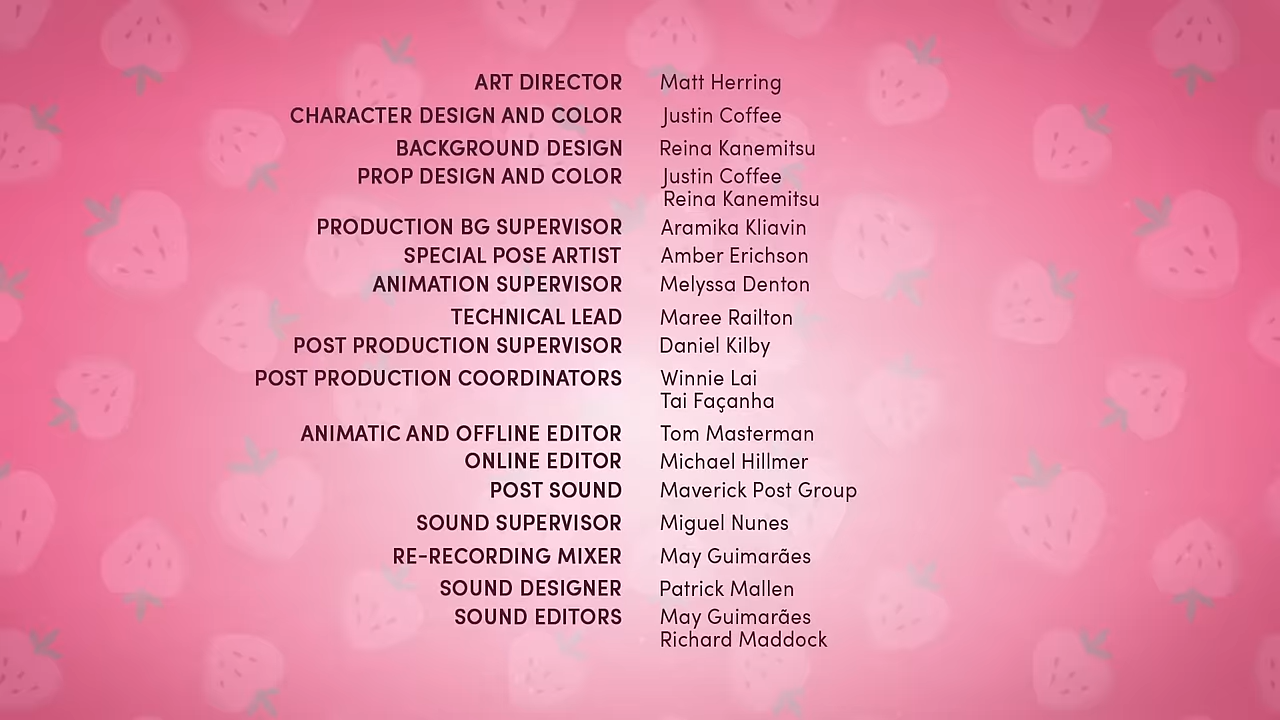 ART DIRECTOR Matt Herring
CHARACTER DESIGN AND COLOR Justin Coffee
BACKGROUND DESIGN Reina Kanemitsu
PROP DESIGN AND COLOR Justin Coffee
Reina Kanemitsu
PRODUCTION BG SUPERVISOR Aramika Kliavin
SPECIAL POSE ARTIST Amber Erichson
ANIMATION SUPERVISOR Melyssa Denton
TECHNICAL LEAD Maree Railton
POST PRODUCTION SUPERVISOR Daniel Kilby
POST PRODUCTION COORDINATORS Winnie Lai
Tai Façanha
ANIMATIC AND OFFLINE EDITOR Tom Masterman
ONLINE EDITOR Michael Hillmer
POST SOUND Maverick Post Group
SOUND SUPERVISOR Miguel Nunes
RE-RECORDING MIXER May Guimarães
SOUND DESIGNER Patrick Mallen
SOUND EDITORS May Guimarães
Richard Maddock